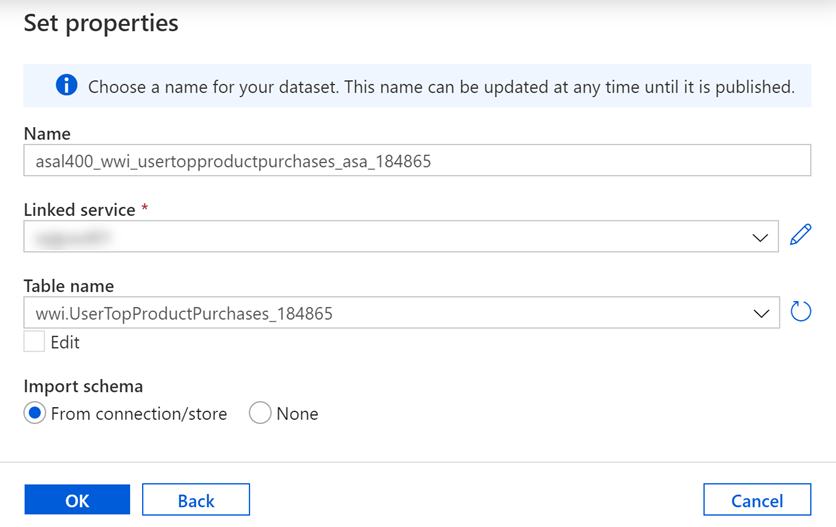 Set properties
Choose a name for your dataset. This name can be updated at any time until it is published.
Name
asal400_wwi_usertopproductpurchases_asa_184865
Linked service *
Table name
wwi.UserTopProductPurchases_184865
Edit
Import schema
From connection/store None
OK Back Cancel